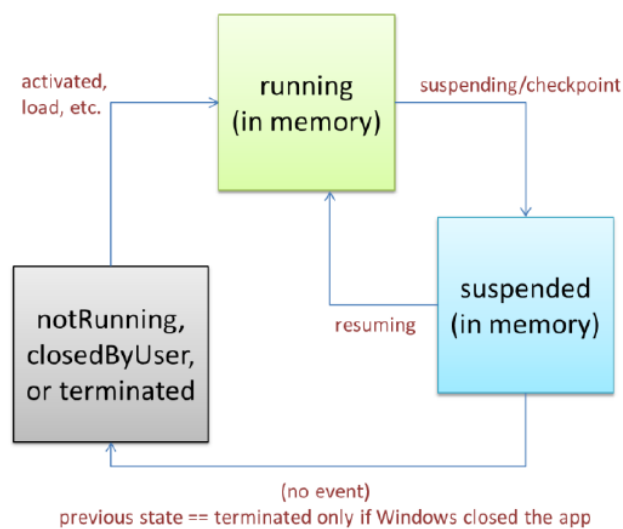 activated,
load, etc.
running
(in memory)
suspending/checkpoint
notRunning,
closedByUser,
or terminated
resuming
suspended
(in memory)
(no event)
previous state == terminated only if Windows closed the app